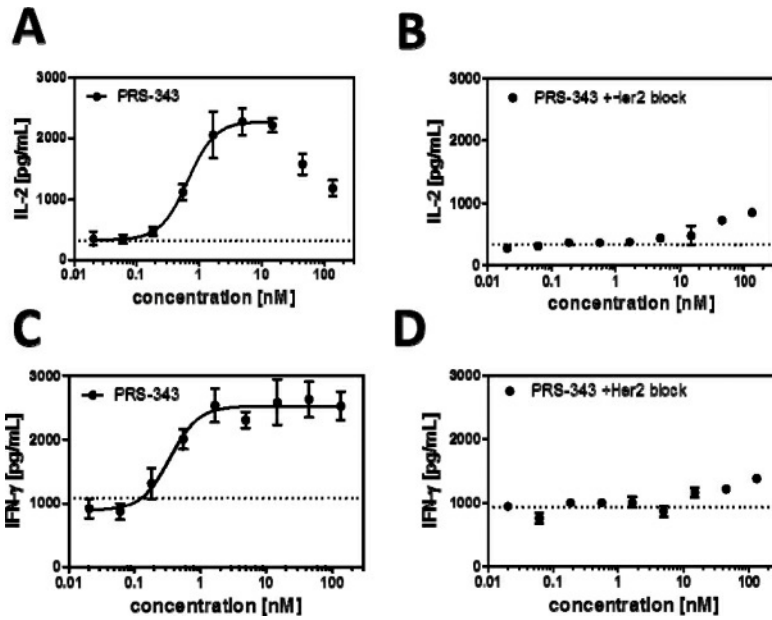 A
3000
2000
1000
0
IL-2 [pg/mL]
PRS-343
0.01 0.1 1 10 100
concentration [nM]
B
3000
2000
1000
0
IL-2 [pg/mL]
PRS-343 +Her2 block
0.01 0.1 1 10 100
concentration [nM]
C
3000
2000
1000
0
IFN-γ [pg/mL]
PRS-343
0.01 0.1 1 10 100
concentration [nM]
D
3000
2000
1000
0
IFN-γ [pg/mL]
PRS-343 +Her2 block
0.01 0.1 1 10 100
concentration [nM]